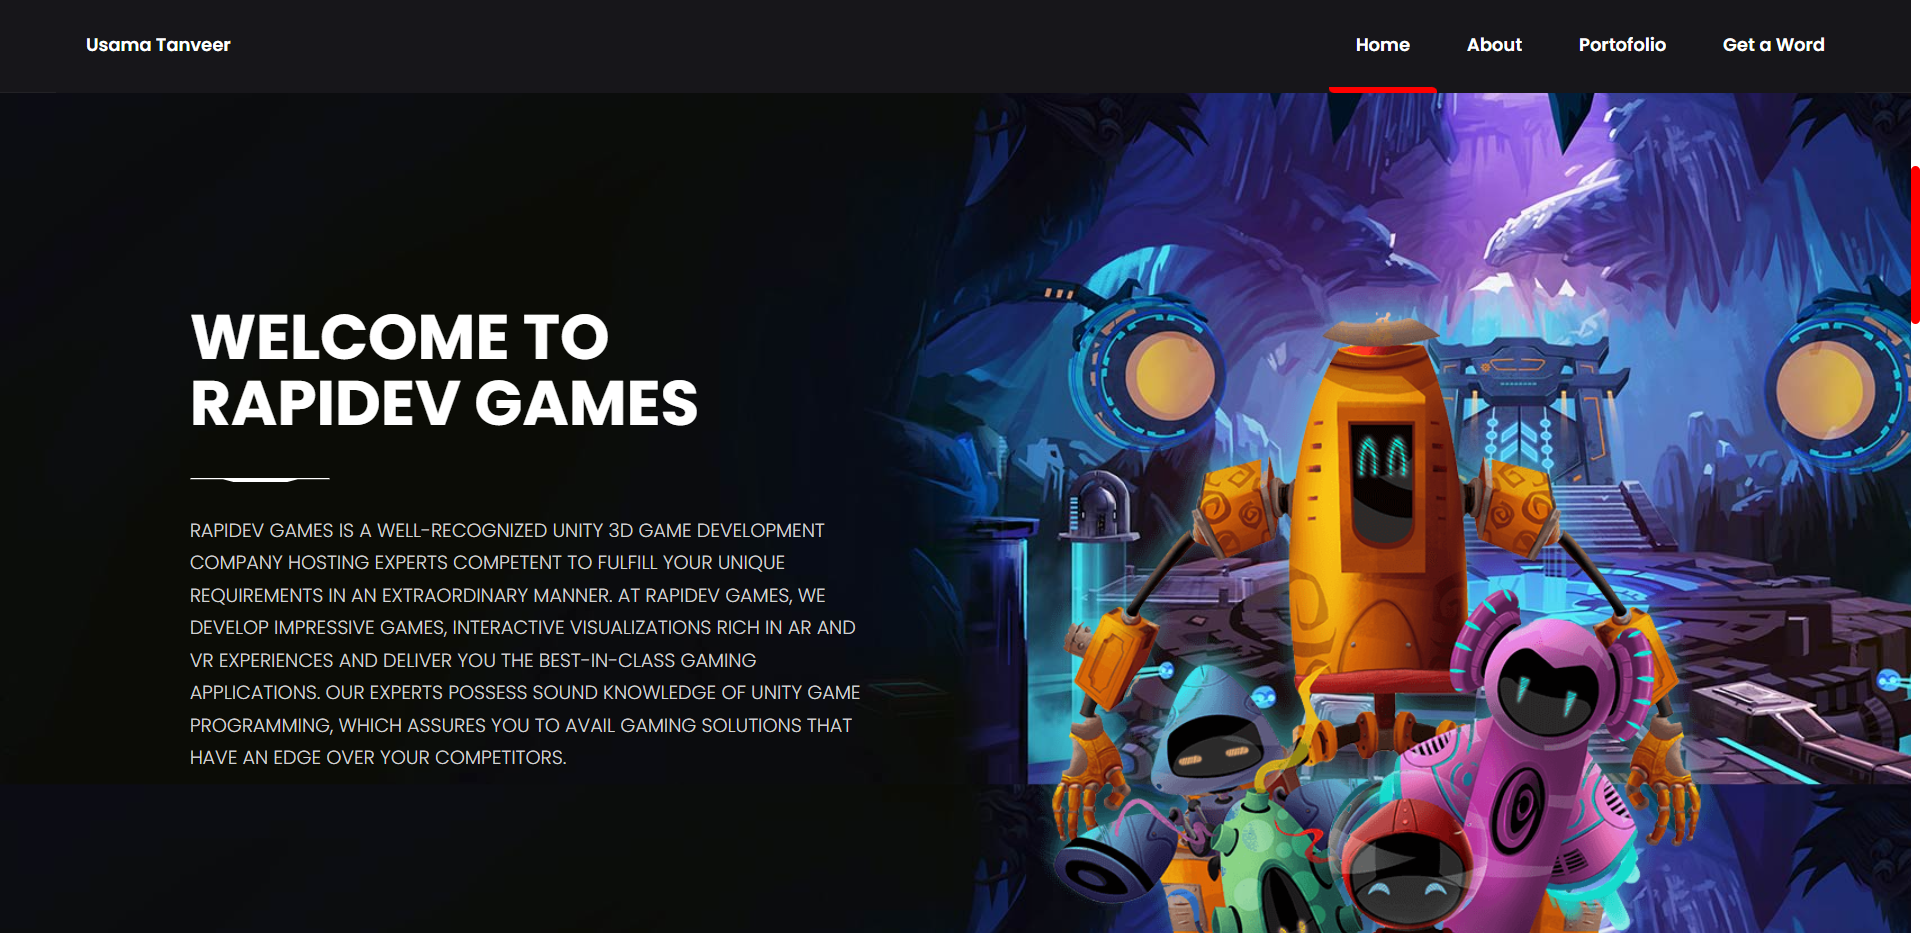 Usama Tanveer
Home
About
Portofolio
Get a Word
WELCOME TO
RAPIDEV GAMES
RAPIDEV GAMES IS A WELL-RECOGNIZED UNITY 3D GAME DEVELOPMENT
COMPANY HOSTING EXPERTS COMPETENT TO FULFILL YOUR UNIQUE
REQUIREMENTS IN AN EXTRAORDINARY MANNER. AT RAPIDEV GAMES, WE
DEVELOP IMPRESSIVE GAMES, INTERACTIVE VISUALIZATIONS RICH IN AR AND
VR EXPERIENCES AND DELIVER YOU THE BEST-IN-CLASS GAMING
APPLICATIONS. OUR EXPERTS POSSESS SOUND KNOWLEDGE OF UNITY GAME
PROGRAMMING, WHICH ASSURES YOU TO AVAIL GAMING SOLUTIONS THAT
HAVE AN EDGE OVER YOUR COMPETITORS.